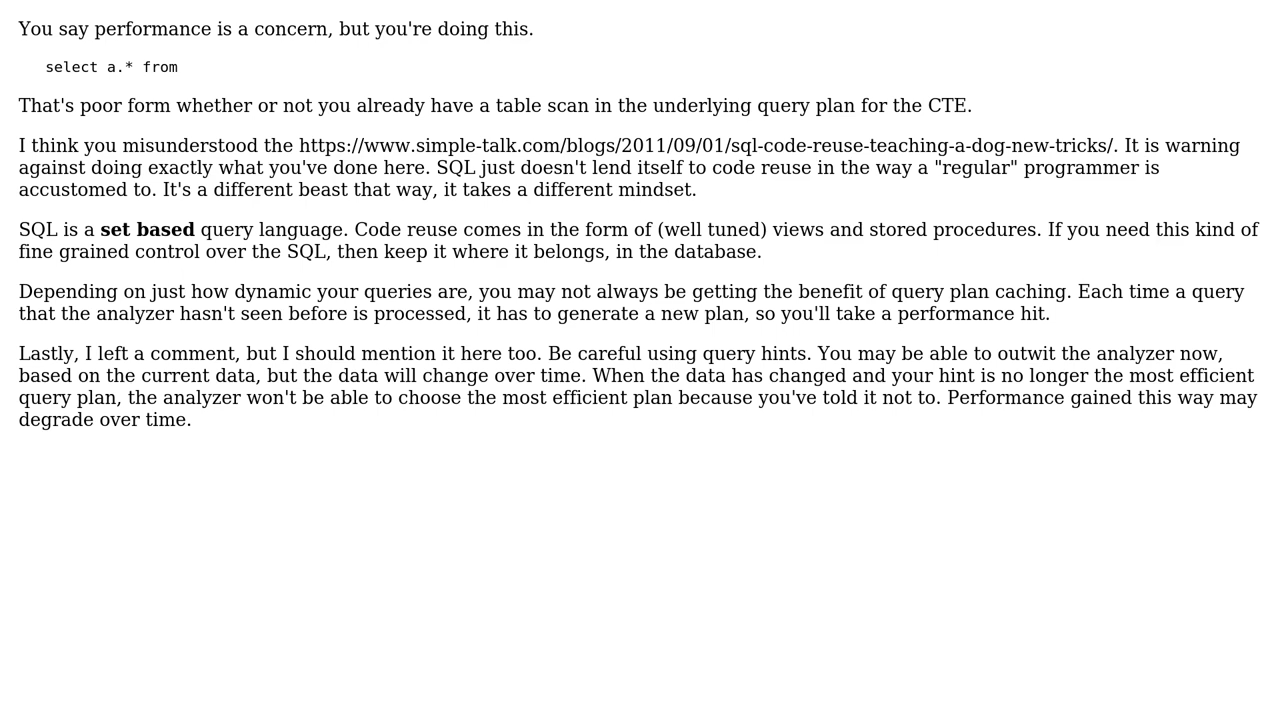 You say performance is a concern, but you're doing this.
select a.* from
That's poor form whether or not you already have a table scan in the underlying query plan for the CTE.
I think you misunderstood the https://www.simple-talk.com/blogs/2011/09/01/sql-code-reuse-teaching-a-dog-new-tricks/. It is warning
against doing exactly what you've done here. SQL just doesn't lend itself to code reuse in the way a "regular" programmer is
accustomed to. It's a different beast that way, it takes a different mindset.
SQL is a set based query language. Code reuse comes in the form of (well tuned) views and stored procedures. If you need this kind of
fine grained control over the SQL, then keep it where it belongs, in the database.
Depending on just how dynamic your queries are, you may not always be getting the benefit of query plan caching. Each time a query
that the analyzer hasn't seen before is processed, it has to generate a new plan, so you'll take a performance hit.
Lastly, I left a comment, but I should mention it here too. Be careful using query hints. You may be able to outwit the analyzer now,
based on the current data, but the data will change over time. When the data has changed and your hint is no longer the most efficient
query plan, the analyzer won't be able to choose the most efficient plan because you've told it not to. Performance gained this way may
degrade over time.